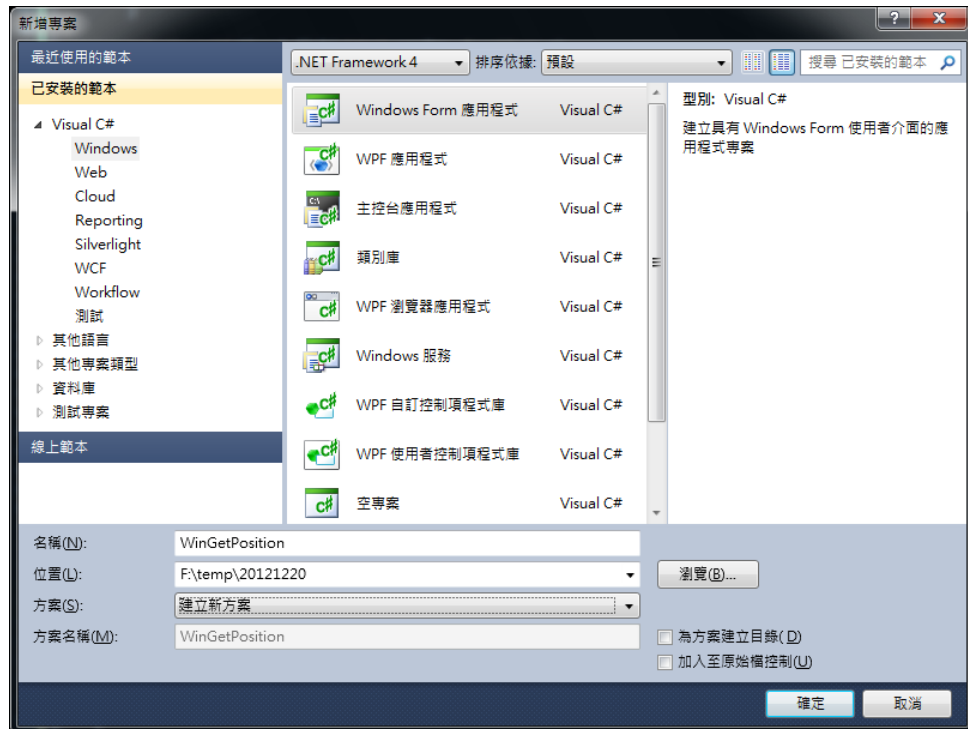 新增專案
最近使用的範本
已安裝的範本
Visual C#
Windows
Web
Cloud
Reporting
Silverlight
WCF
Workflow
測試
其他語言
其他專案類型
資料庫
測試專案
線上範本
.NET Framework 4 排序依據: 預設 搜尋 已安裝的範本
Windows Form 應用程式 Visual C#
WPF 應用程式 Visual C#
主控台應用程式 Visual C#
類別庫 Visual C#
WPF 瀏覽器應用程式 Visual C#
Windows 服務 Visual C#
WPF 自訂控制項程式庫 Visual C#
WPF 使用者控制項程式庫 Visual C#
空專案 Visual C#
型別: Visual C#
建立具有 Windows Form 使用者介面的應
用程式專案
名稱(N): WinGetPosition
位置(L): F:\temp\20121220 瀏覽(B)...
方案(S): 建立新方案
方案名稱(M): WinGetPosition
為方案建立目錄(D)
加入至原始檔控制(U)
確定 取消